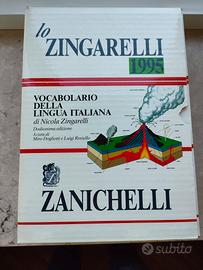 lo
ZINGARELLI
1995
VOCABOLARIO
DELLA
LINGUA ITALIANA
di Nicola Zingarelli
Dodicesima edizione
A cura di
Miro Dogliotti e Luigi Rosiello
ZANICHELLI
subito